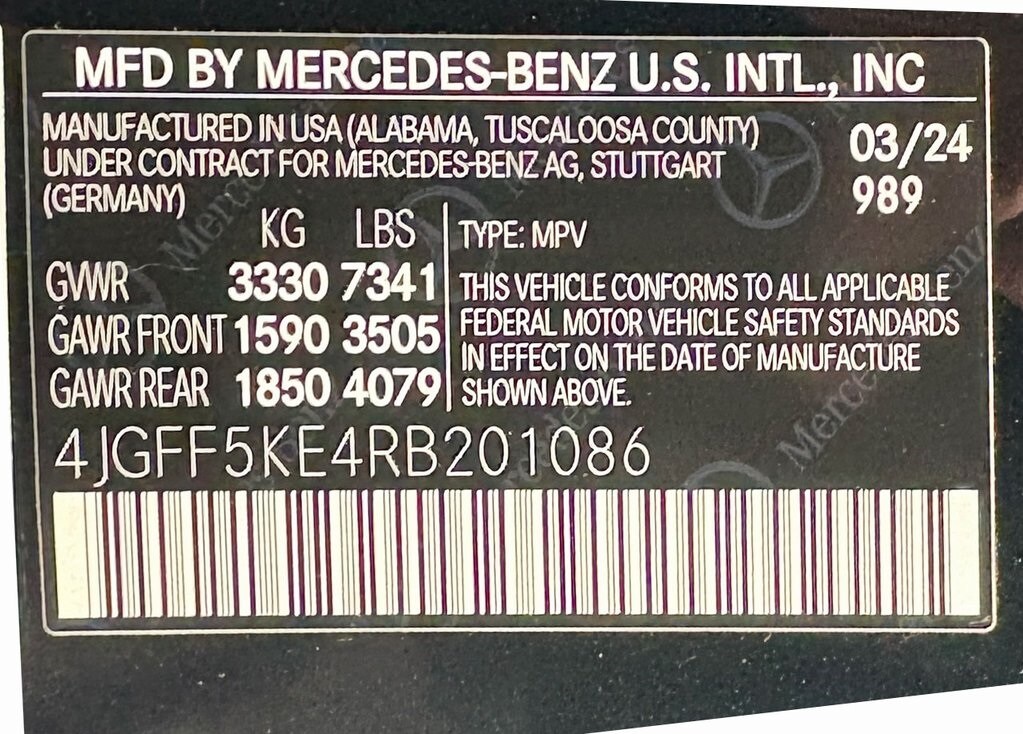 MFD BY MERCEDES-BENZ U.S. INTL., INC
MANUFACTURED IN USA (ALABAMA, TUSCALOOSA COUNTY)
UNDER CONTRACT FOR MERCEDES-BENZ AG, STUTTGART
(GERMANY)
03/24
989
KG LBS
GVWR 3330 7341
GAWR FRONT 1590 3505
GAWR REAR 1850 4079
TYPE: MPV
THIS VEHICLE CONFORMS TO ALL APPLICABLE
FEDERAL MOTOR VEHICLE SAFETY STANDARDS
IN EFFECT ON THE DATE OF MANUFACTURE
SHOWN ABOVE.
4JGFF5KE4RB201086